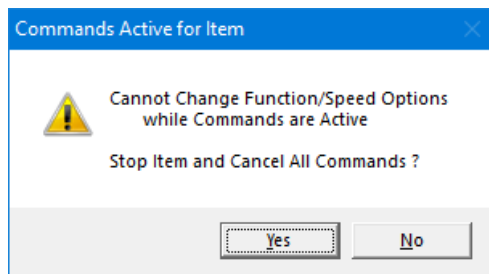 Commands Active for Item
Cannot Change Function/Speed Options
while Commands are Active
Stop Item and Cancel All Commands ?
Yes
No